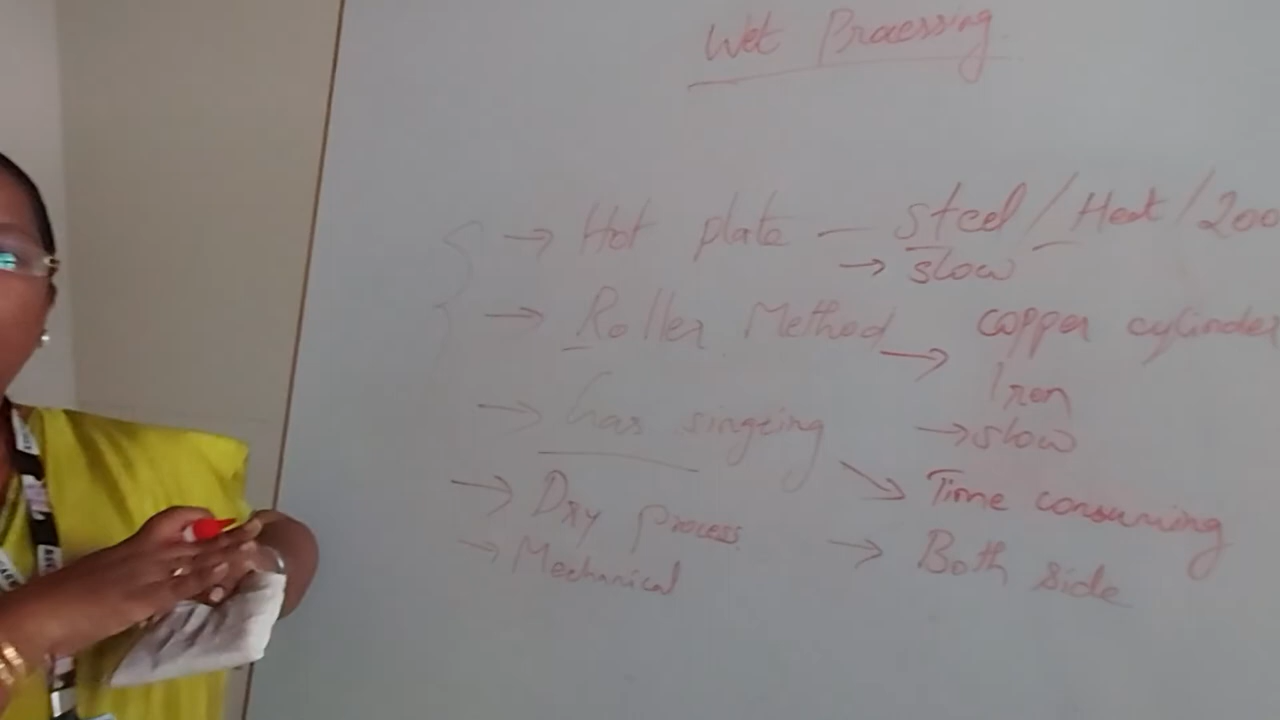 Wet Processing
→ Hot plate — Steel / Heat / 200
→ slow
→ Roller Method → copper cylinder
Iron
→ slow
→ Gas singeing
→ Time consuming
→ Dry process
→ Both side
→ Mechanical